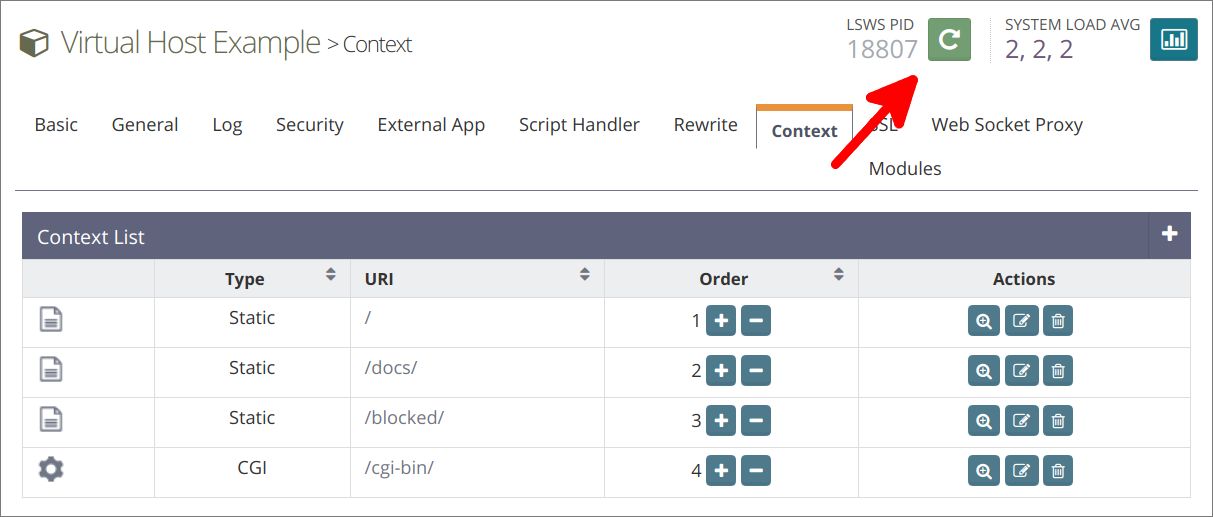 Virtual Host Example > Context
LSWS PID
18807
SYSTEM LOAD AVG
2, 2, 2
Basic General Log Security External App Script Handler Rewrite Context SSL Web Socket Proxy
Modules
Context List
Type URI Order Actions
Static / 1
Static /docs/ 2
Static /blocked/ 3
CGI /cgi-bin/ 4